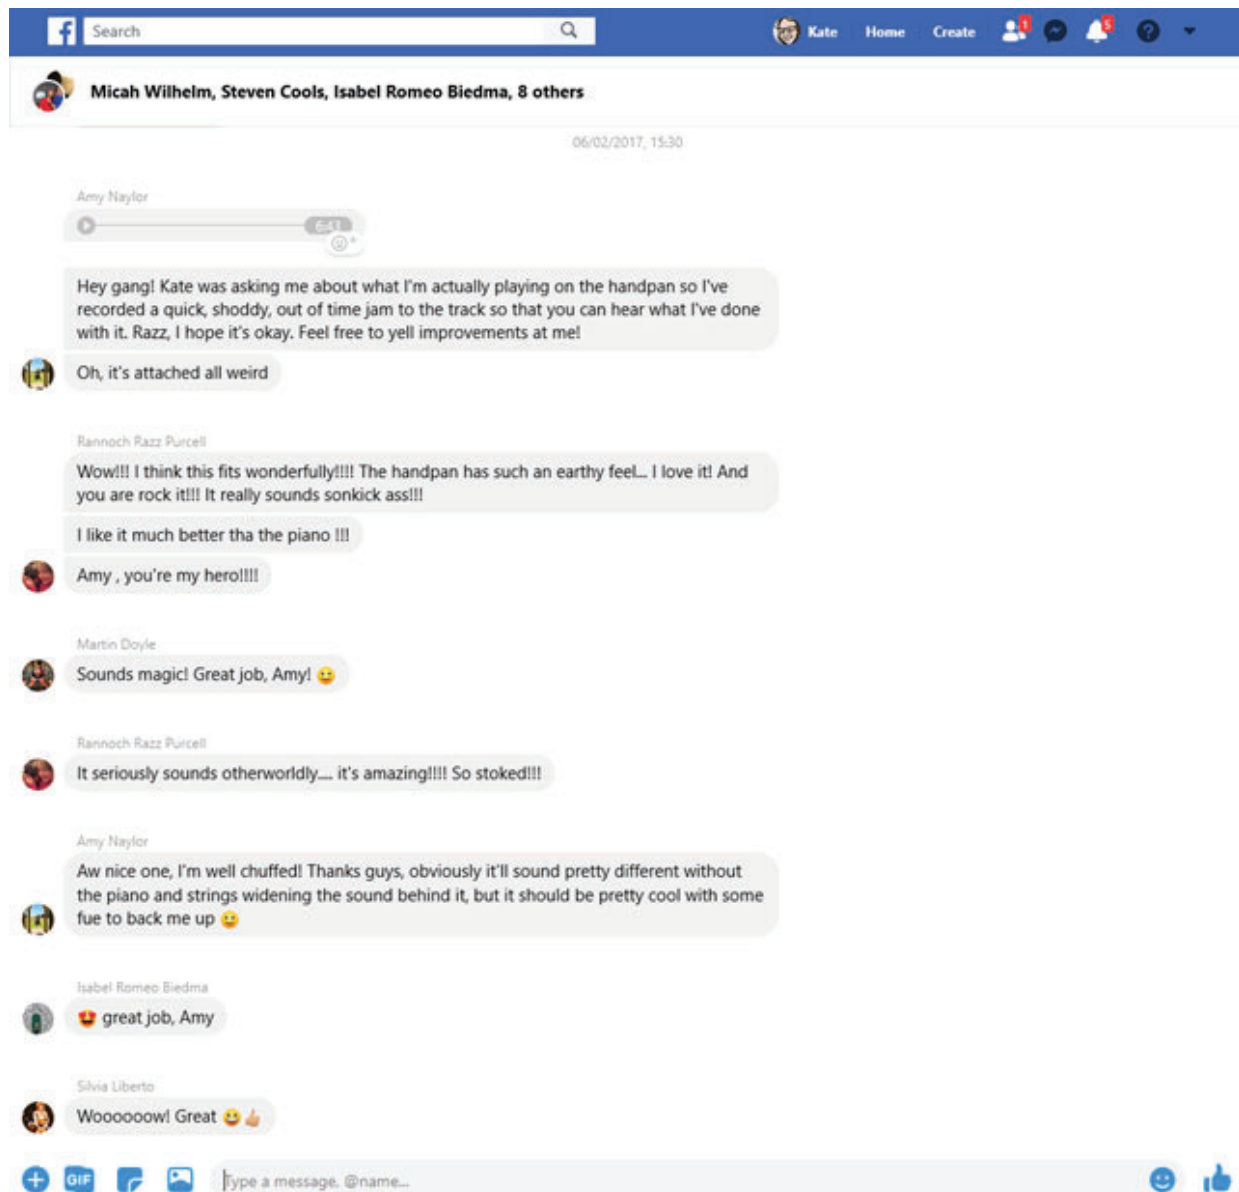 f
Search
Kate Home Create 1 5 ?
Micah Wilhelm, Steven Cools, Isabel Romeo Biedma, 8 others
06/02/2017, 15:30
Amy Naylor
6:43
Hey gang! Kate was asking me about what I'm actually playing on the handpan so I've
recorded a quick, shoddy, out of time jam to the track so that you can hear what I've done
with it. Razz, I hope it's okay. Feel free to yell improvements at me!
Oh, it's attached all weird
Rannoch Razz Purcell
Wow!!! I think this fits wonderfully!!!! The handpan has such an earthy feel... I love it! And
you are rock it!!! It really sounds sonkick ass!!!
I like it much better tha the piano !!!
Amy , you're my hero!!!!
Martin Doyle
Sounds magic! Great job, Amy! 😀
Rannoch Razz Purcell
It seriously sounds otherworldly.... it's amazing!!!! So stoked!!!
Amy Naylor
Aw nice one, I'm well chuffed! Thanks guys, obviously it'll sound pretty different without
the piano and strings widening the sound behind it, but it should be pretty cool with some
fue to back me up 😀
Isabel Romeo Biedma
😍 great job, Amy
Silvia Liberto
Woooooow! Great 😀👍
GIF
Type a message, @name...